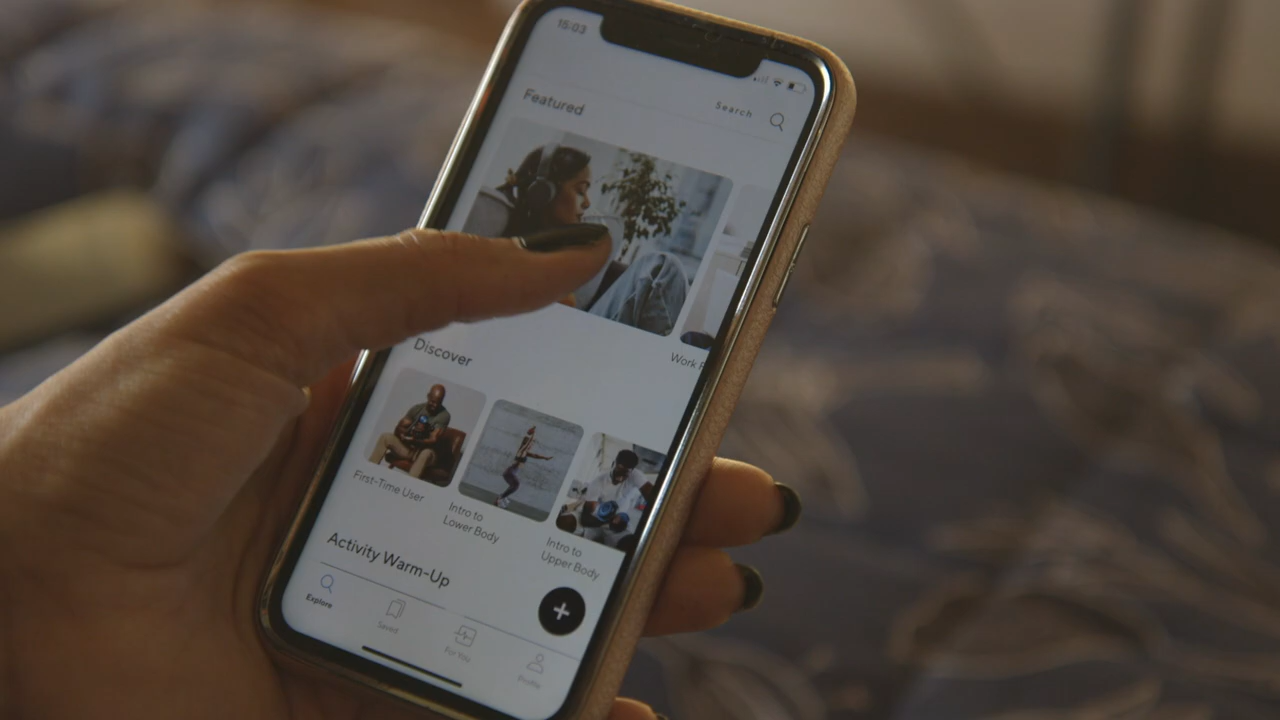 15:03
Search
Featured
Work
Discover
First-Time User
Intro to
Lower Body
Intro to
Upper Body
Activity Warm-Up
Explore
Saved
For You
Profile